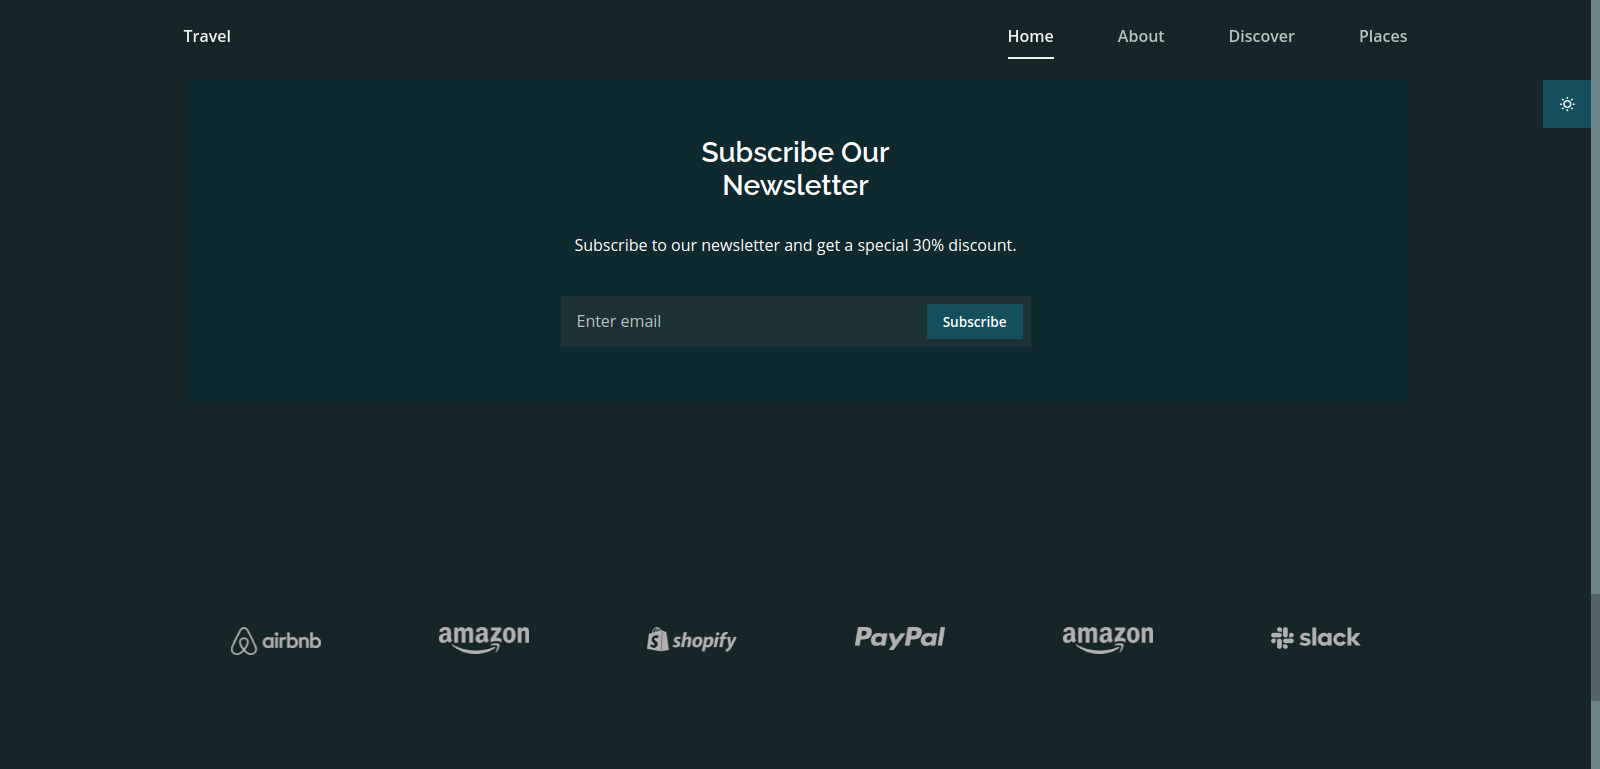 Travel
Home
About
Discover
Places
Subscribe Our
Newsletter
Subscribe to our newsletter and get a special 30% discount.
Enter email
Subscribe
airbnb
amazon
shopify
PayPal
amazon
slack